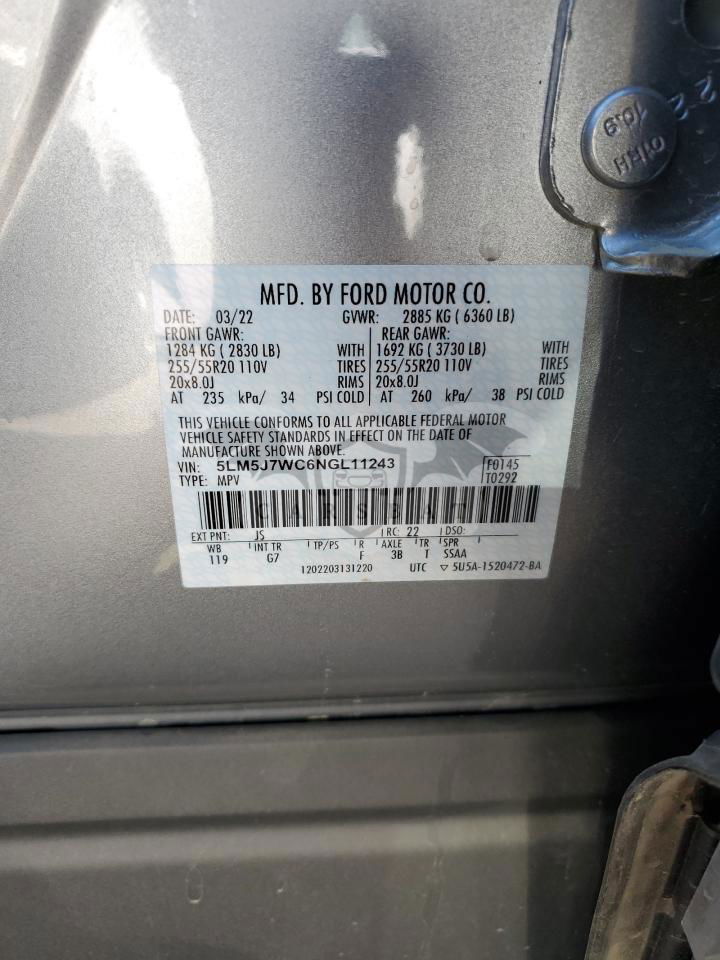 10.9
OIRH
22
MFD. BY FORD MOTOR CO.
DATE: 03/22 GVWR: 2885 KG ( 6360 LB)
FRONT GAWR: REAR GAWR:
1284 KG ( 2830 LB) WITH 1692 KG ( 3730 LB) WITH
255/55R20 110V TIRES 255/55R20 110V TIRES
20x8.0J RIMS 20x8.0J RIMS
AT 235 kPa/ 34 PSI COLD AT 260 kPa/ 38 PSI COLD
THIS VEHICLE CONFORMS TO ALL APPLICABLE FEDERAL MOTOR
VEHICLE SAFETY STANDARDS IN EFFECT ON THE DATE OF
MANUFACTURE SHOWN ABOVE.
VIN: 5LM5J7WC6NGL11243 F0145
TYPE: MPV T0292
EXT PNT: JS RC: 22 DSO:
WB INT TR TP/PS R AXLE TR SPR
119 G7 F 3B T SSAA
1202203131220 UTC ▽ 5U5A-1520472-BA